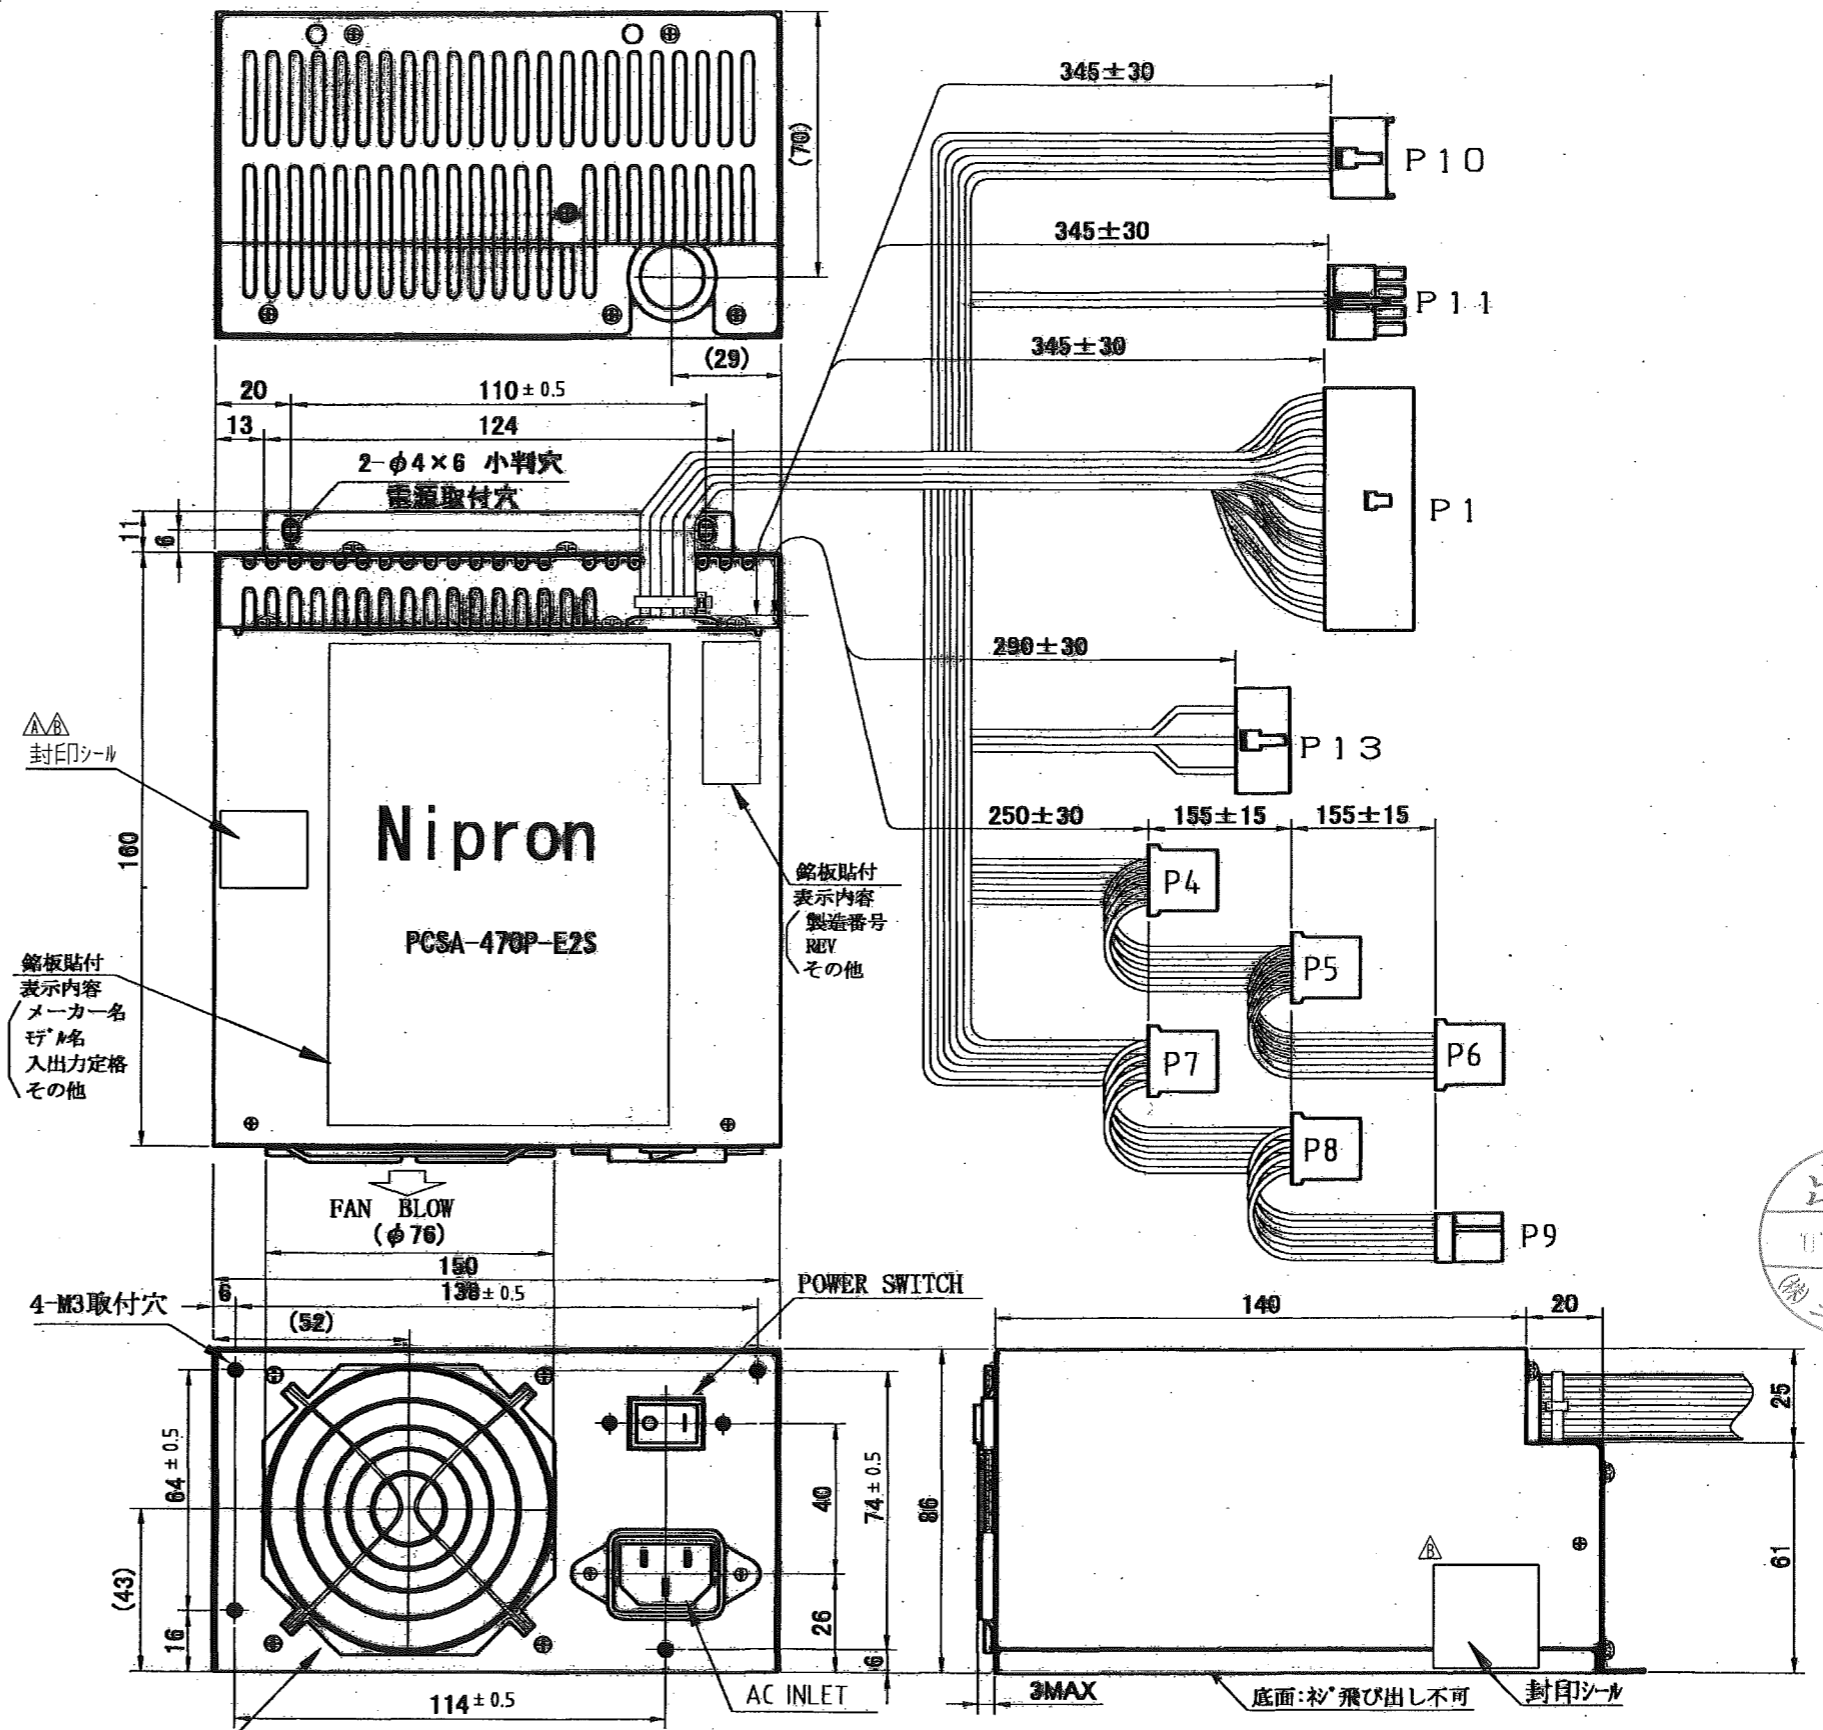 345±30
P10
(70)
345±30
P11
345±30
(29)
20
110±0.5
13
124
2-φ4×6 小判穴
電源取付穴
11
6
P1
290±30
P13
A B
封印シール
160
Nipron
PCSA-470P-E2S
銘板貼付
表示内容
製造番号
REV
その他
銘板貼付
表示内容
メーカー名
モデル名
入出力定格
その他
250±30
155±15
155±15
P4
P5
P6
P7
P8
P9
FAN BLOW
(φ76)
150
6
138±0.5
4-M3取付穴
(52)
POWER SWITCH
140
20
64±0.5
(43)
16
40
26
74±0.5
6
86
25
61
B
114±0.5
AC INLET
3MAX
底面:ネジ飛び出し不可
封印シール
(株)